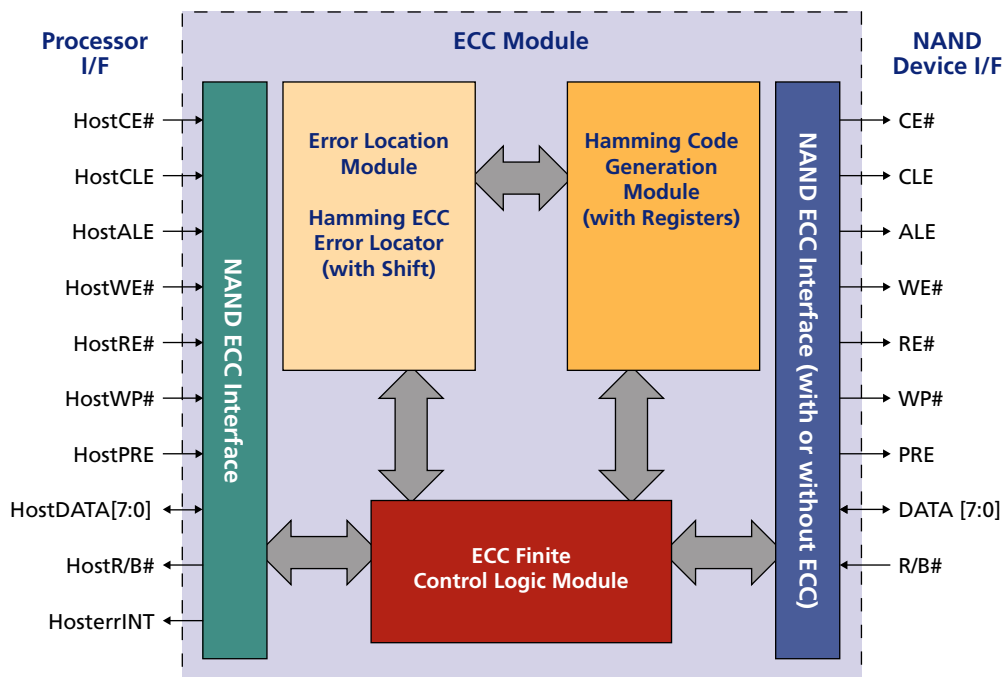 Processor
I/F
ECC Module
NAND
Device I/F
HostCE#
HostCLE
HostALE
HostWE#
HostRE#
HostWP#
HostPRE
HostDATA[7:0]
HostR/B#
HosterrINT
NAND ECC Interface
Error Location
Module
Hamming ECC
Error Locator
(with Shift)
Hamming Code
Generation
Module
(with Registers)
ECC Finite
Control Logic Module
NAND ECC Interface (with or without ECC)
CE#
CLE
ALE
WE#
RE#
WP#
PRE
DATA [7:0]
R/B#